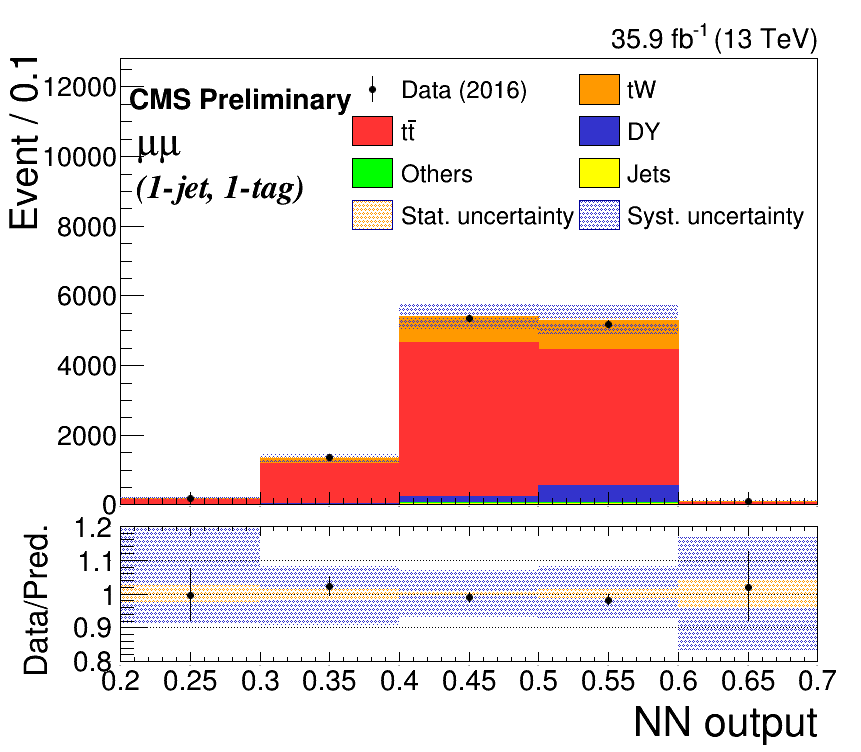 35.9 fb⁻¹ (13 TeV)
Event / 0.1
12000
10000
8000
6000
4000
2000
0
CMS Preliminary
μμ
(1-jet, 1-tag)
Data (2016)
tW
tt̄
DY
Others
Jets
Stat. uncertainty
Syst. uncertainty
Data/Pred.
1.2
1.1
1
0.9
0.8
0.2 0.25 0.3 0.35 0.4 0.45 0.5 0.55 0.6 0.65 0.7
NN output